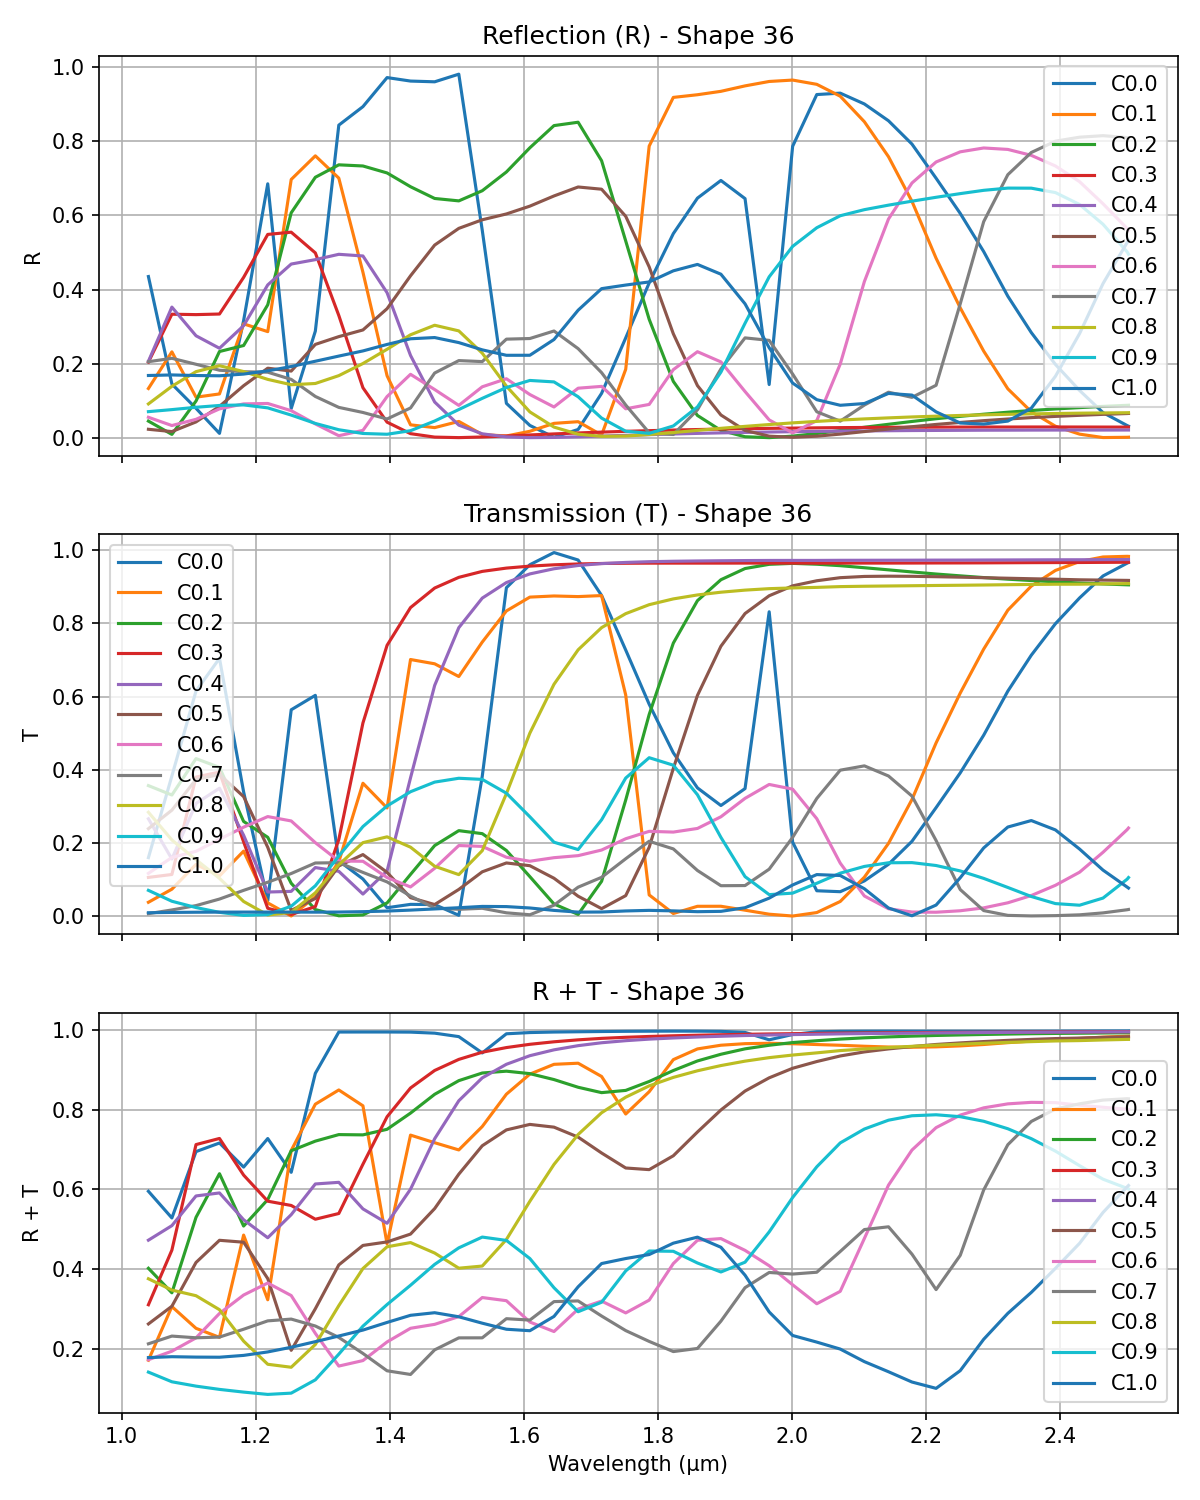 Reflection (R) - Shape 36
1.0
0.8
0.6
0.4
0.2
0.0
R
C0.0
C0.1
C0.2
C0.3
C0.4
C0.5
C0.6
C0.7
C0.8
C0.9
C1.0
Transmission (T) - Shape 36
1.0
0.8
0.6
0.4
0.2
0.0
T
C0.0
C0.1
C0.2
C0.3
C0.4
C0.5
C0.6
C0.7
C0.8
C0.9
C1.0
R + T - Shape 36
1.0
0.8
0.6
0.4
0.2
R + T
C0.0
C0.1
C0.2
C0.3
C0.4
C0.5
C0.6
C0.7
C0.8
C0.9
C1.0
1.0 1.2 1.4 1.6 1.8 2.0 2.2 2.4
Wavelength (μm)